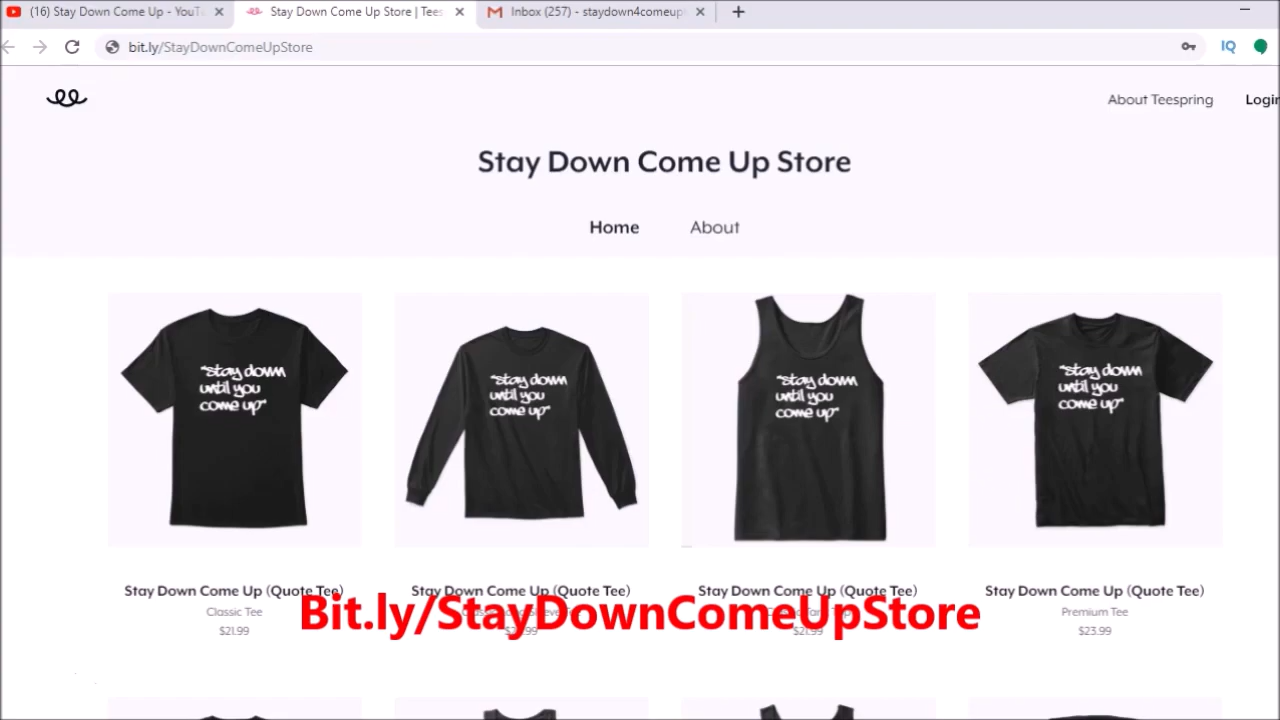 (16) Stay Down Come Up - YouTu
Stay Down Come Up Store | Tees
Inbox (257) - staydown4comeup
bit.ly/StayDownComeUpStore
IQ
About Teespring
Login
Stay Down Come Up Store
Home
About
"stay down
until you
come up"
"stay down
until you
come up"
"stay down
until you
come up"
"stay down
until you
come up"
Stay Down Come Up (Quote Tee)
Stay Down Come Up (Quote Tee)
Stay Down Come Up (Quote Tee)
Stay Down Come Up (Quote Tee)
Classic Tee
Premium Tee
Bit.ly/StayDownComeUpStore
$21.99
$21.99
$23.99